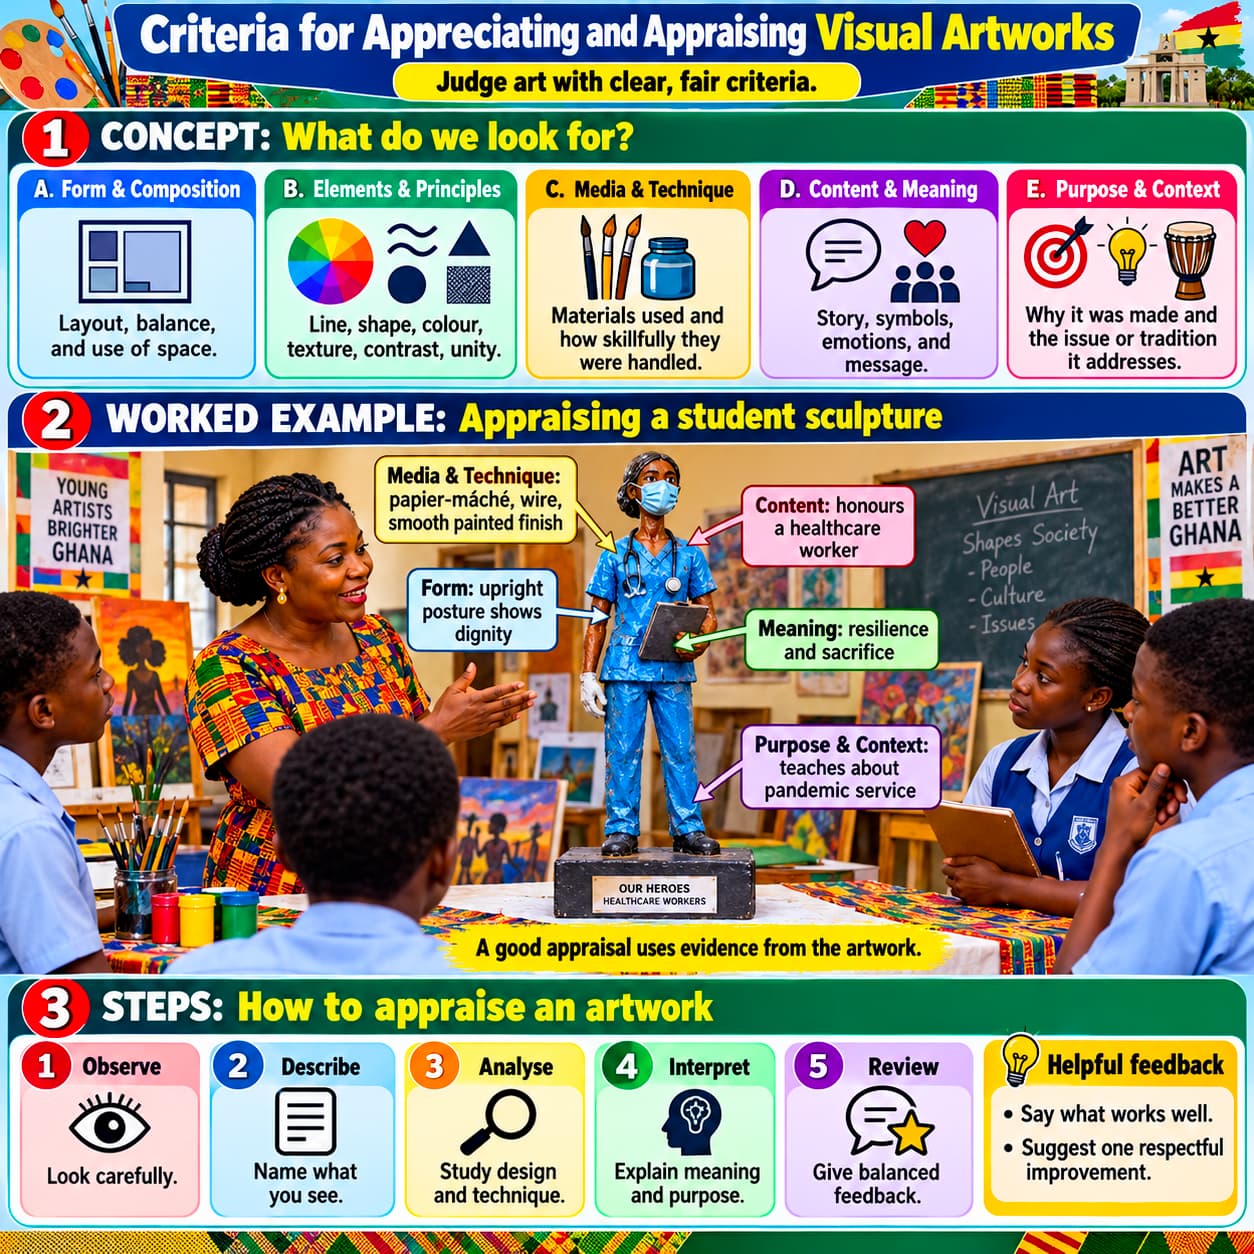 Criteria for Appreciating and Appraising Visual Artworks
Judge art with clear, fair criteria.
1 CONCEPT: What do we look for?
A. Form & Composition
Layout, balance,
and use of space.
B. Elements & Principles
Line, shape, colour,
texture, contrast, unity.
C. Media & Technique
Materials used and
how skillfully they
were handled.
D. Content & Meaning
Story, symbols,
emotions, and
message.
E. Purpose & Context
Why it was made and
the issue or tradition
it addresses.
2 WORKED EXAMPLE: Appraising a student sculpture
YOUNG
ARTISTS
BRIGHTER
GHANA
Media & Technique:
papier-máché, wire,
smooth painted finish
Form: upright
posture shows
dignity
Content: honours
a healthcare
worker
Meaning: resilience
and sacrifice
Purpose & Context:
teaches about
pandemic service
Visual Art
Shapes Society
- People
- Culture
- Issues
ART
MAKES A
BETTER
GHANA
OUR HEROES
HEALTHCARE WORKERS
A good appraisal uses evidence from the artwork.
3 STEPS: How to appraise an artwork
1 Observe
Look carefully.
2 Describe
Name what
you see.
3 Analyse
Study design
and technique.
4 Interpret
Explain meaning
and purpose.
5 Review
Give balanced
feedback.
Helpful feedback
• Say what works well.
• Suggest one respectful
improvement.